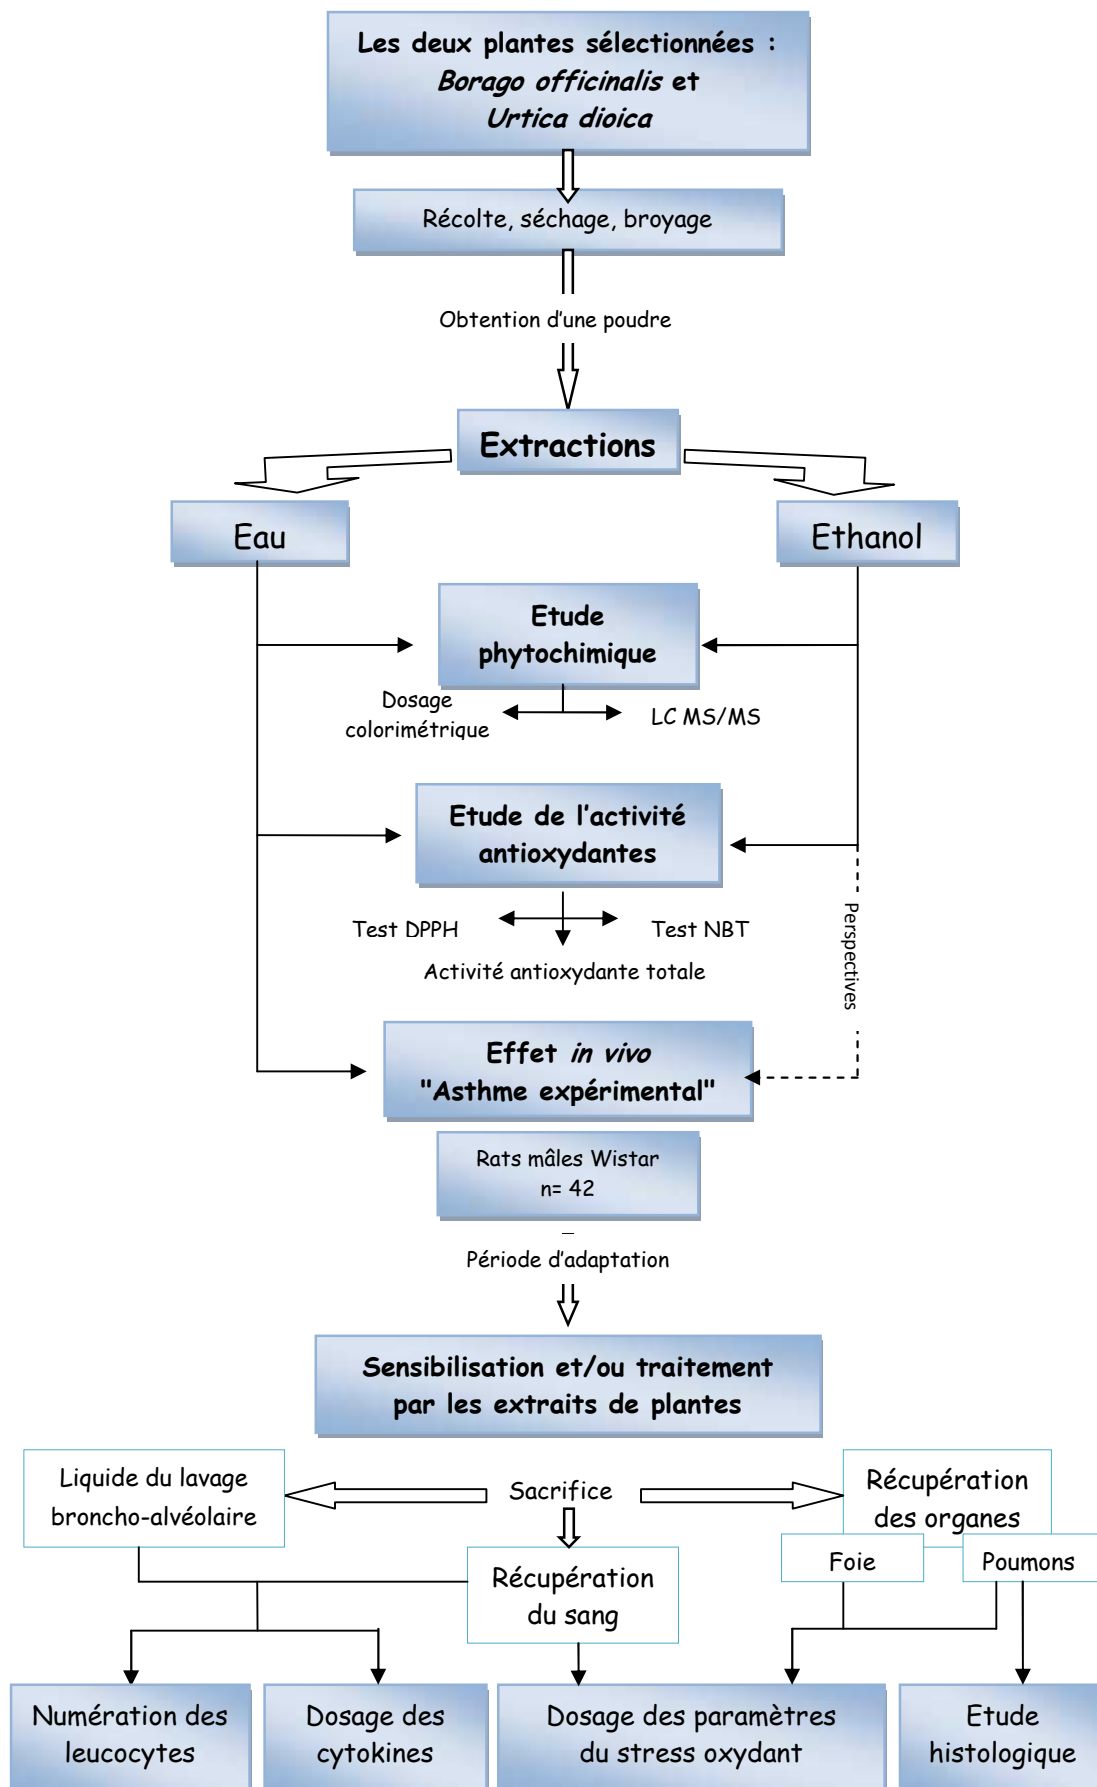 Les deux plantes sélectionnées :
Borago officinalis et
Urtica dioica
Récolte, séchage, broyage
Obtention d'une poudre
Extractions
Eau
Ethanol
Etude
phytochimique
Dosage
colorimétrique
LC MS/MS
Etude de l'activité
antioxydantes
Test DPPH
Test NBT
Activité antioxydante totale
Perspectives
Effet in vivo
"Asthme expérimental"
Rats mâles Wistar
n= 42
Période d'adaptation
Sensibilisation et/ou traitement
par les extraits de plantes
Liquide du lavage
broncho-alvéolaire
Sacrifice
Récupération
des organes
Foie
Poumons
Récupération
du sang
Numération des
leucocytes
Dosage des
cytokines
Dosage des paramètres
du stress oxydant
Etude
histologique